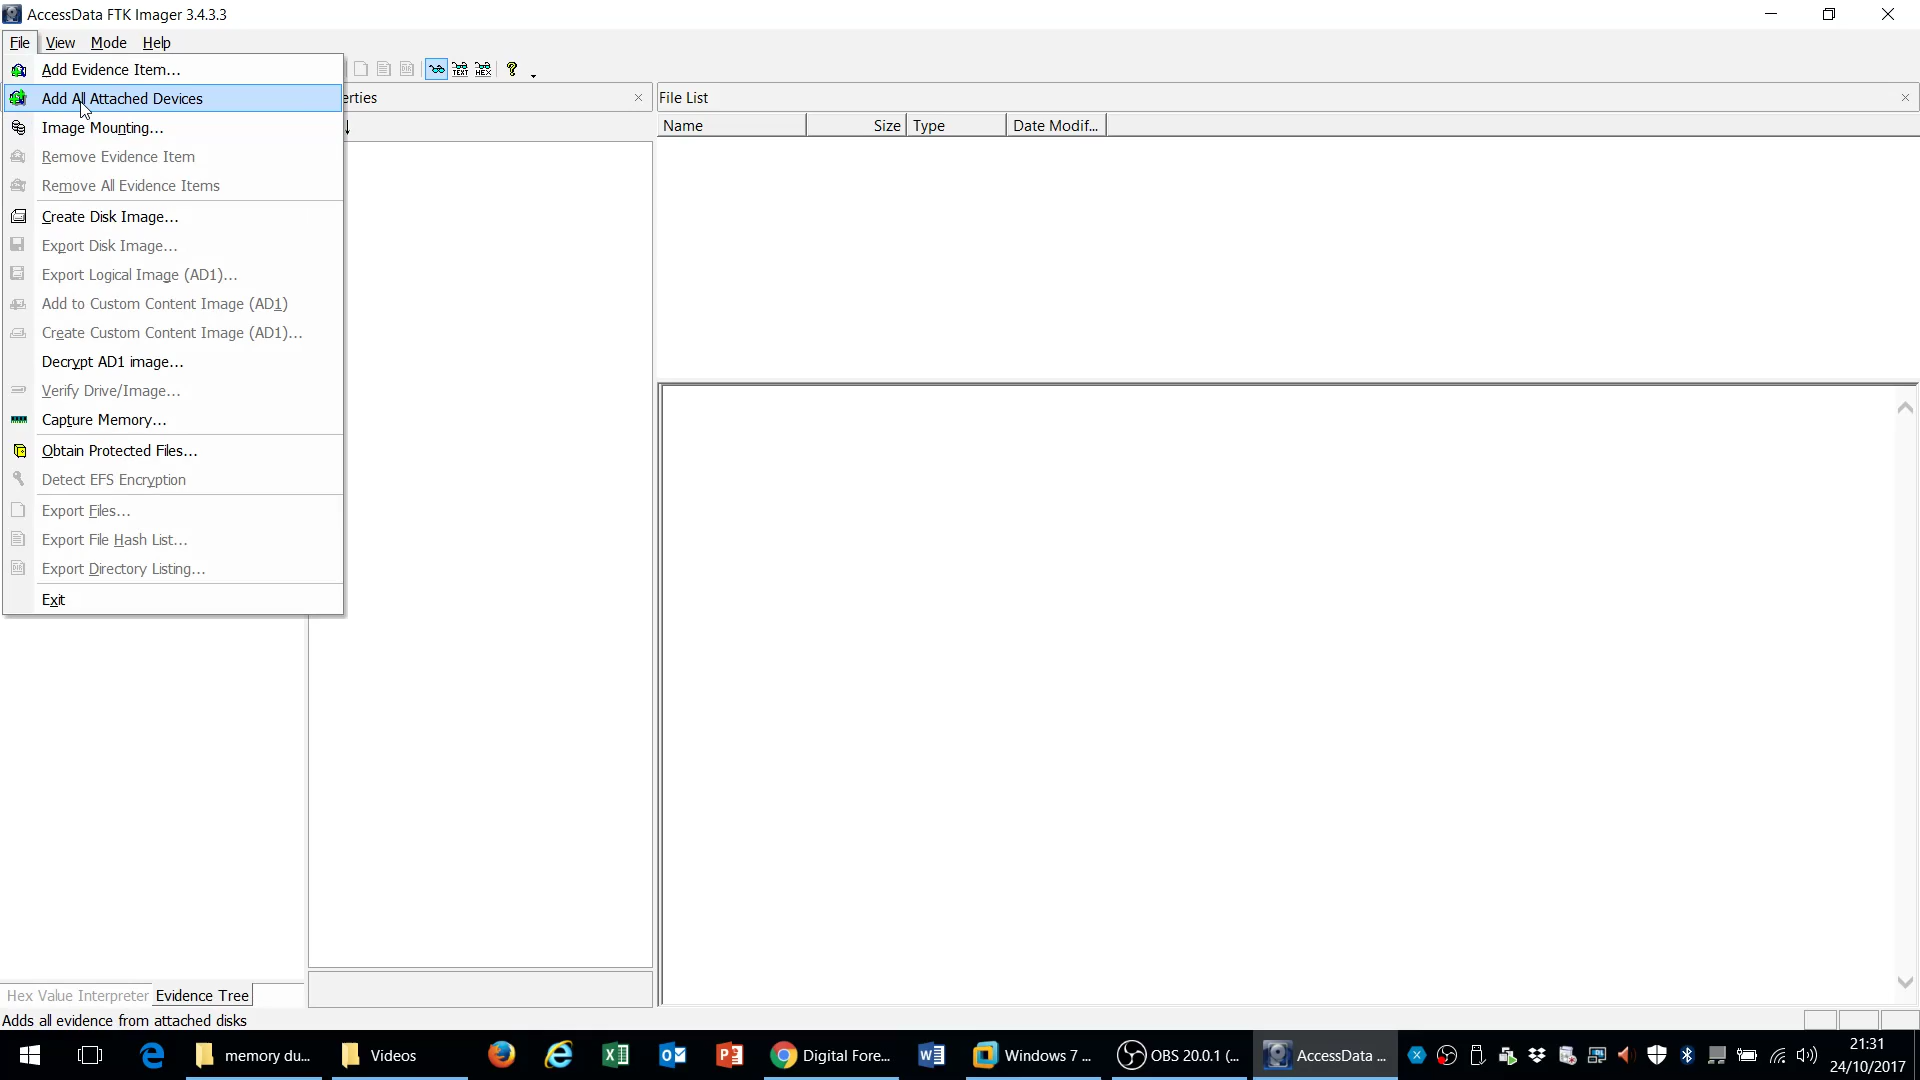 AccessData FTK Imager 3.4.3.3
File View Mode Help
Add Evidence Item...
Add All Attached Devices
Image Mounting...
Remove Evidence Item
Remove All Evidence Items
Create Disk Image...
Export Disk Image...
Export Logical Image (AD1)...
Add to Custom Content Image (AD1)
Create Custom Content Image (AD1)...
Decrypt AD1 image...
Verify Drive/Image...
Capture Memory...
Obtain Protected Files...
Detect EFS Encryption
Export Files...
Export File Hash List...
Export Directory Listing...
Exit
erties
File List
Name Size Type Date Modif...
Hex Value Interpreter Evidence Tree
Adds all evidence from attached disks
memory du... Videos Digital Fore... Windows 7 ... OBS 20.0.1 (... AccessData ...
21:31
24/10/2017